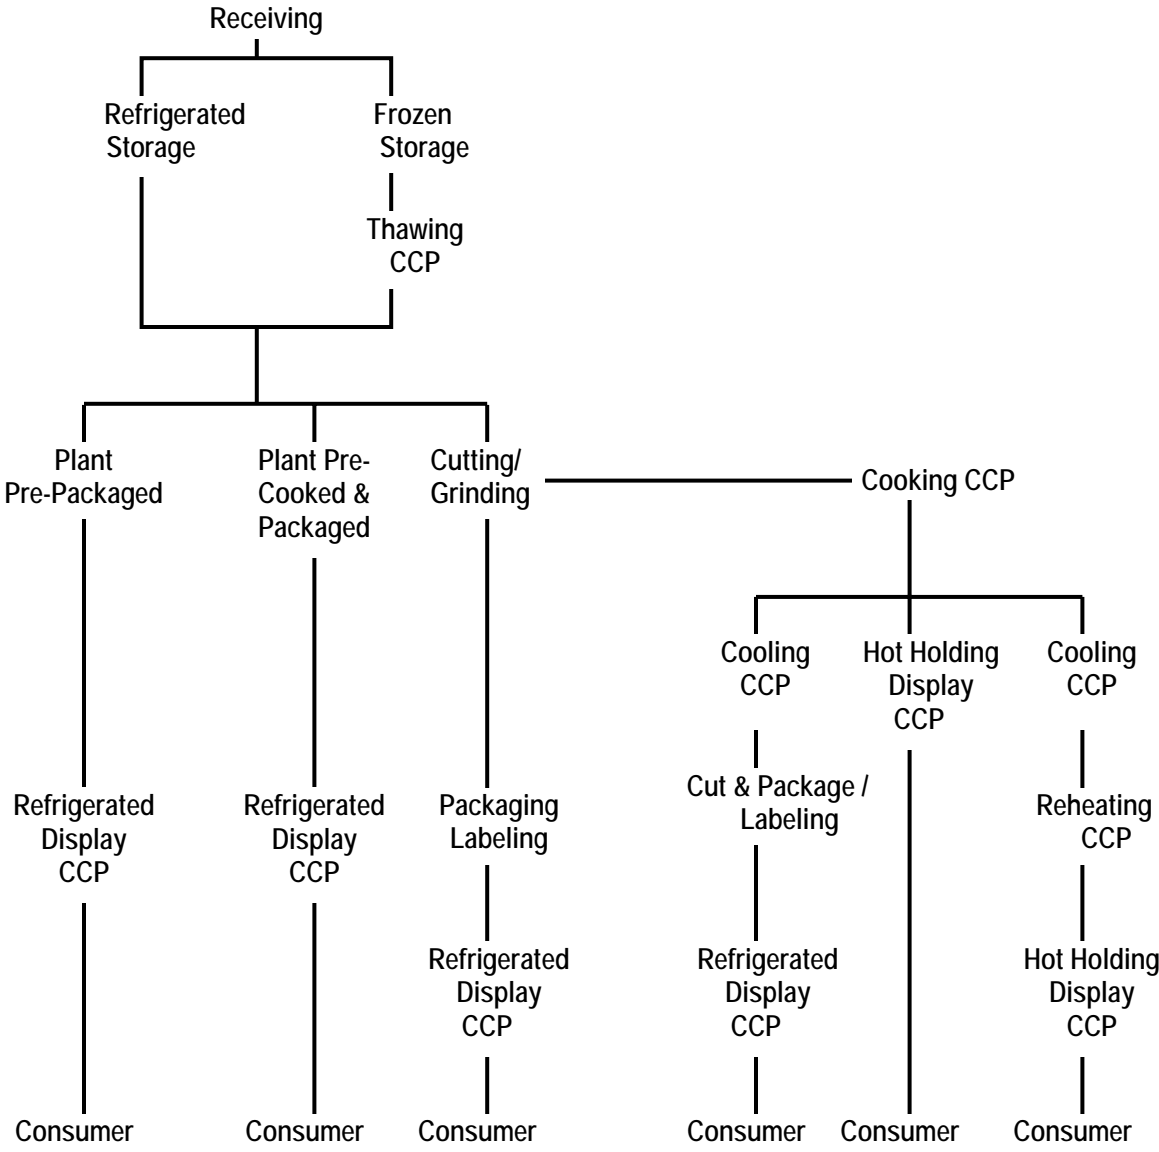 Receiving
Refrigerated
Storage
Frozen
Storage
Thawing
CCP
Plant
Pre-Packaged
Plant Pre-
Cooked &
Packaged
Cutting/
Grinding
Cooking CCP
Cooling
CCP
Hot Holding
Display
CCP
Cooling
CCP
Refrigerated
Display
CCP
Refrigerated
Display
CCP
Packaging
Labeling
Cut & Package /
Labeling
Reheating
CCP
Refrigerated
Display
CCP
Refrigerated
Display
CCP
Hot Holding
Display
CCP
Consumer
Consumer
Consumer
Consumer
Consumer
Consumer